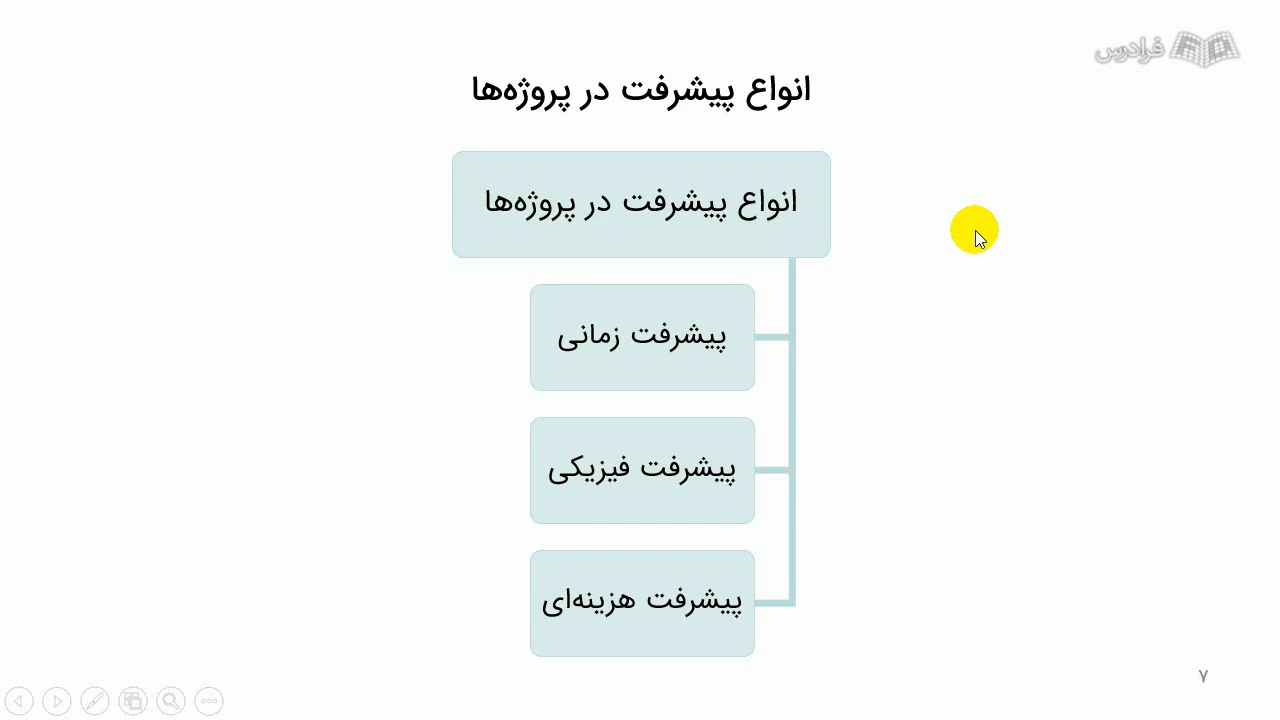 فرادرس
انواع پیشرفت در پروژه‌ها
انواع پیشرفت در پروژه‌ها
پیشرفت زمانی
پیشرفت فیزیکی
پیشرفت هزینه‌ای
۷